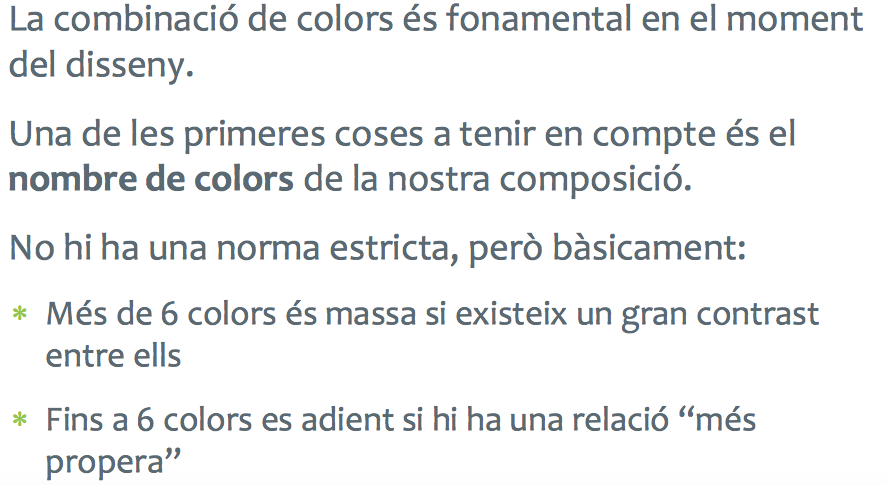 La combinació de colors és fonamental en el moment
del disseny.
Una de les primeres coses a tenir en compte és el
nombre de colors de la nostra composició.
No hi ha una norma estricta, però bàsicament:
* Més de 6 colors és massa si existeix un gran contrast
entre ells
* Fins a 6 colors es adient si hi ha una relació “més
propera”